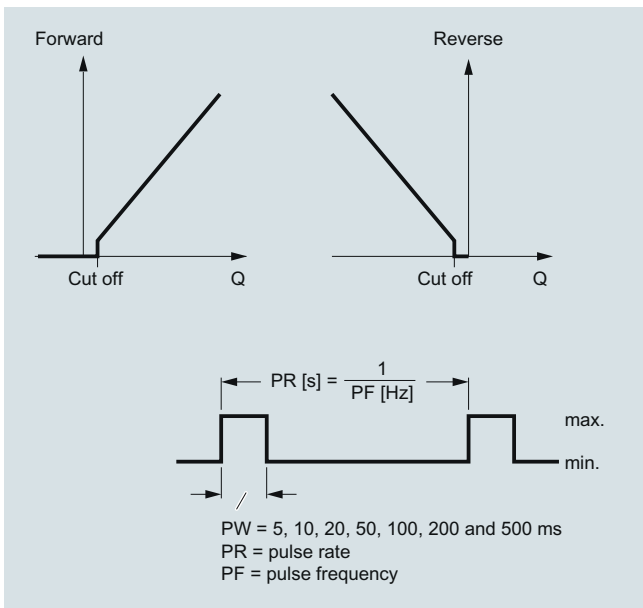 Forward
Reverse
Cut off
Q
Cut off
Q
PR [s] = 1 / PF [Hz]
max.
min.
PW = 5, 10, 20, 50, 100, 200 and 500 ms
PR = pulse rate
PF = pulse frequency